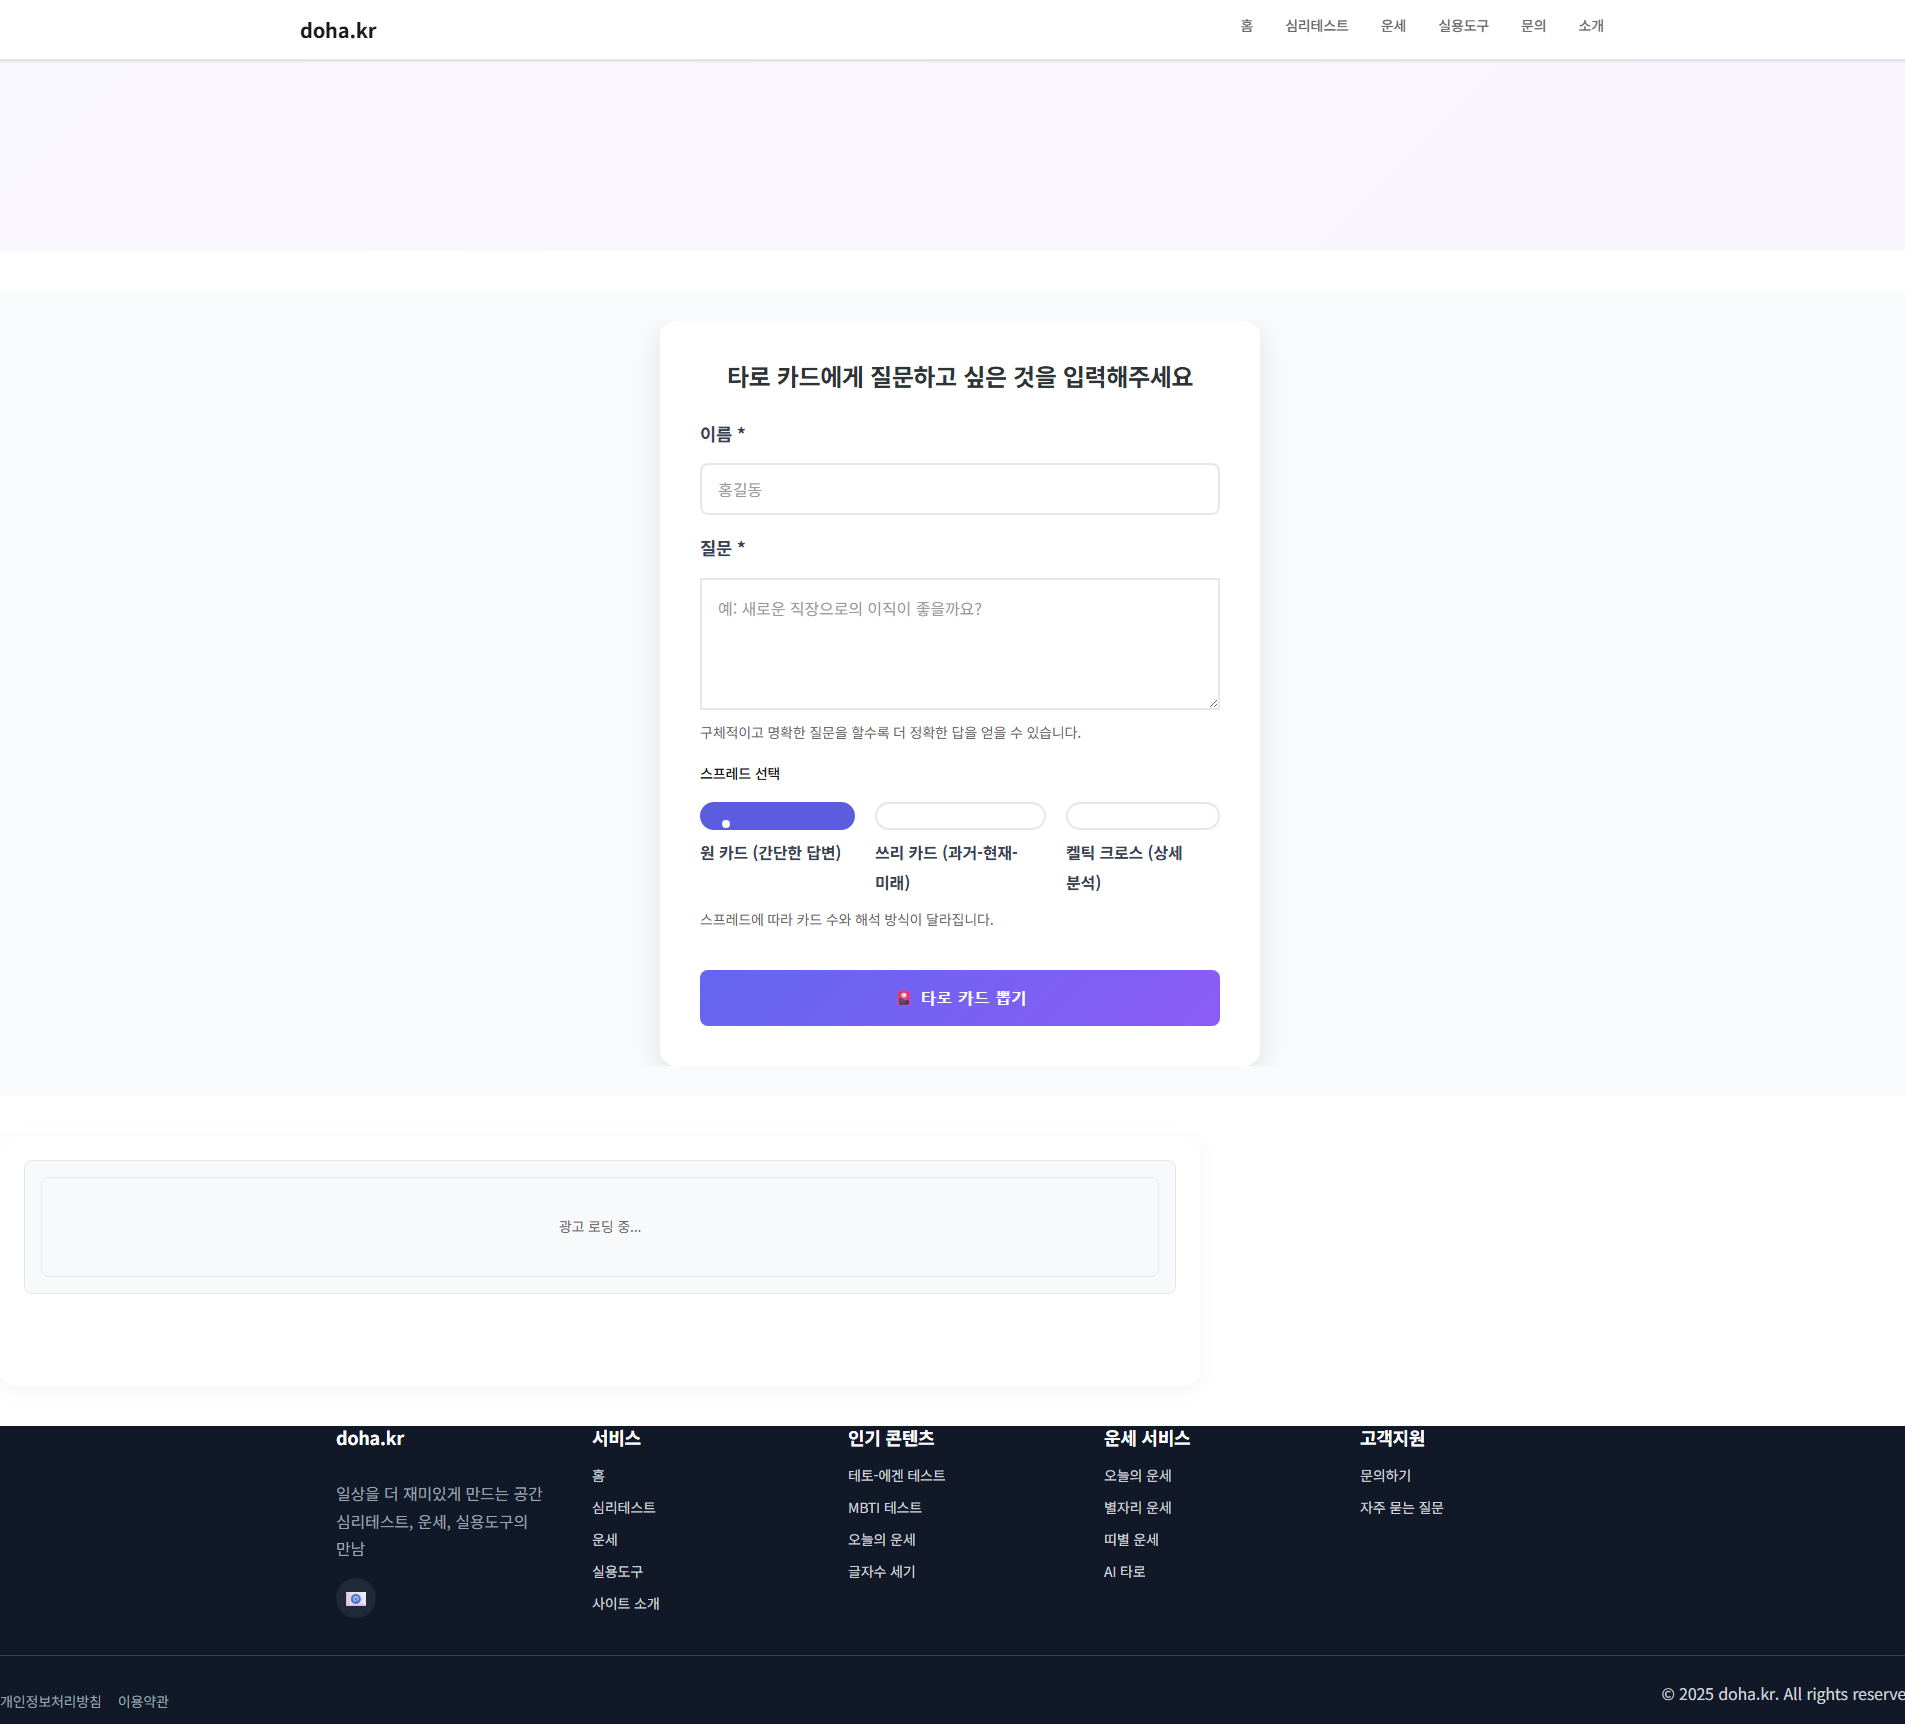 doha.kr
홈 심리테스트 운세 실용도구 문의 소개
타로 카드에게 질문하고 싶은 것을 입력해주세요
이름 *
홍길동
질문 *
예: 새로운 직장으로의 이직이 좋을까요?
구체적이고 명확한 질문을 할수록 더 정확한 답을 얻을 수 있습니다.
스프레드 선택
원 카드 (간단한 답변)
쓰리 카드 (과거-현재-
미래)
켈틱 크로스 (상세
분석)
스프레드에 따라 카드 수와 해석 방식이 달라집니다.
타로 카드 뽑기
광고 로딩 중...
doha.kr
일상을 더 재미있게 만드는 공간
심리테스트, 운세, 실용도구의
만남
서비스
홈
심리테스트
운세
실용도구
사이트 소개
인기 콘텐츠
테토-에겐 테스트
MBTI 테스트
오늘의 운세
글자수 세기
운세 서비스
오늘의 운세
별자리 운세
띠별 운세
AI 타로
고객지원
문의하기
자주 묻는 질문
개인정보처리방침 이용약관
© 2025 doha.kr. All rights reserve